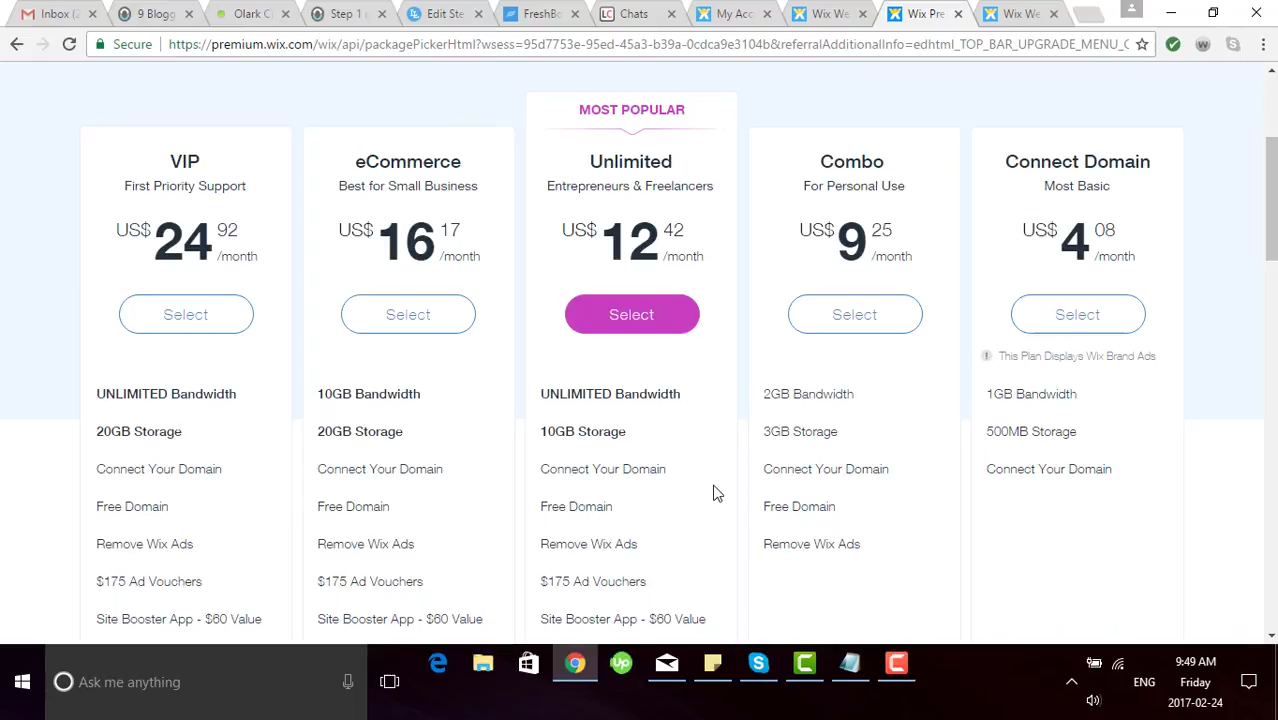 Inbox (2
9 Blogg
Olark C
Step 1
Edit Ste
FreshBo
Chats
My Acc
Wix We
Wix Pre
Wix We
Secure
https://premium.wix.com/wix/api/packagePickerHtml?wsess=95d7753e-95ed-45a3-b39a-0cdca9e3104b&referralAdditionalInfo=edhtml_TOP_BAR_UPGRADE_MENU_C
MOST POPULAR
VIP
First Priority Support
US$ 24 92 /month
Select
UNLIMITED Bandwidth
20GB Storage
Connect Your Domain
Free Domain
Remove Wix Ads
$175 Ad Vouchers
Site Booster App - $60 Value
eCommerce
Best for Small Business
US$ 16 17 /month
Select
10GB Bandwidth
20GB Storage
Connect Your Domain
Free Domain
Remove Wix Ads
$175 Ad Vouchers
Site Booster App - $60 Value
Unlimited
Entrepreneurs & Freelancers
US$ 12 42 /month
Select
UNLIMITED Bandwidth
10GB Storage
Connect Your Domain
Free Domain
Remove Wix Ads
$175 Ad Vouchers
Site Booster App - $60 Value
Combo
For Personal Use
US$ 9 25 /month
Select
2GB Bandwidth
3GB Storage
Connect Your Domain
Free Domain
Remove Wix Ads
Connect Domain
Most Basic
US$ 4 08 /month
Select
This Plan Displays Wix Brand Ads
1GB Bandwidth
500MB Storage
Connect Your Domain
Ask me anything
Up
ENG
9:49 AM
Friday
2017-02-24